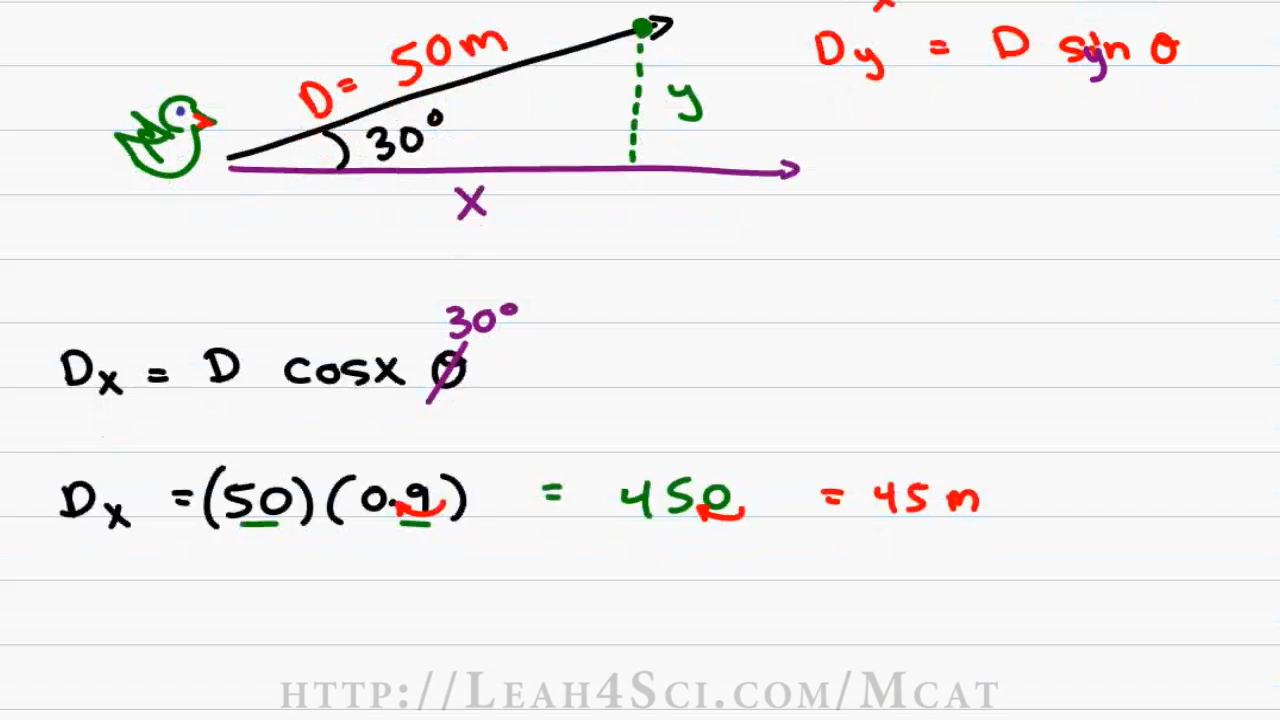 D = 50m
30°
y
x
Dy = D sin θ
y
30°
Dx = D cosx θ
Dx = (50)(0.9) = 450 = 45 m
HTTP://LEAH4SCI.COM/MCAT